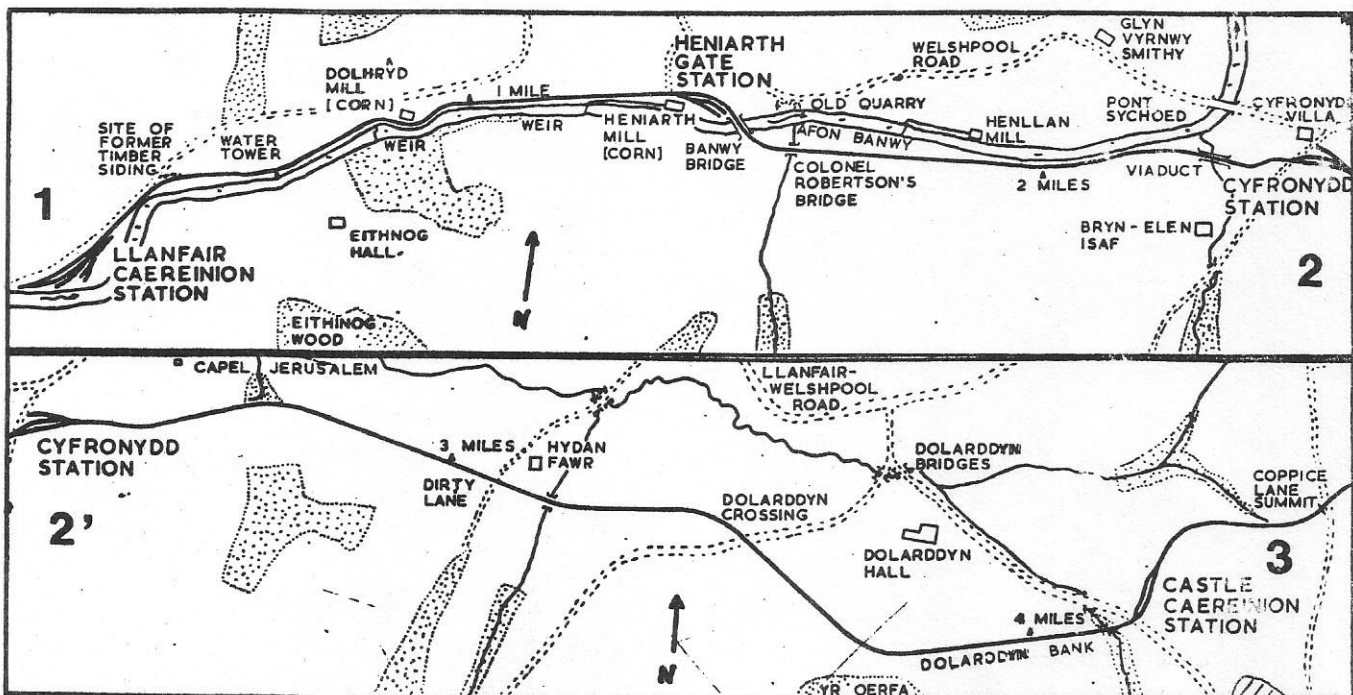 GLYN
VYRNWY
SMITHY
HENIARTH
GATE
STATION
WELSHPOOL
ROAD
DOLHRYD
MILL
[CORN]
1 MILE
OLD QUARRY
PONT
SYCHOED
CYFRONYDD
VILLA
SITE OF
FORMER
TIMBER
SIDING
WATER
TOWER
WEIR
WEIR
HENIARTH
MILL
[CORN]
BANWY
BRIDGE
AFON BANWY
HENLLAN
MILL
COLONEL
ROBERTSON'S
BRIDGE
2 MILES
VIADUCT
CYFRONYDD
STATION
1
LLANFAIR
CAEREINION
STATION
EITHNOG
HALL
N
BRYN-ELEN
ISAF
2
EITHINOG
WOOD
CAPEL JERUSALEM
LLANFAIR-
WELSHPOOL
ROAD
CYFRONYDD
STATION
3 MILES
HYDAN
FAWR
DIRTY
LANE
DOLARDDYN
BRIDGES
COPPICE
LANE
SUMMIT
2'
DOLARDDYN
CROSSING
DOLARDDYN
HALL
3
CASTLE
CAEREINION
STATION
N
4 MILES
DOLARDDYN BANK
YR OERFA